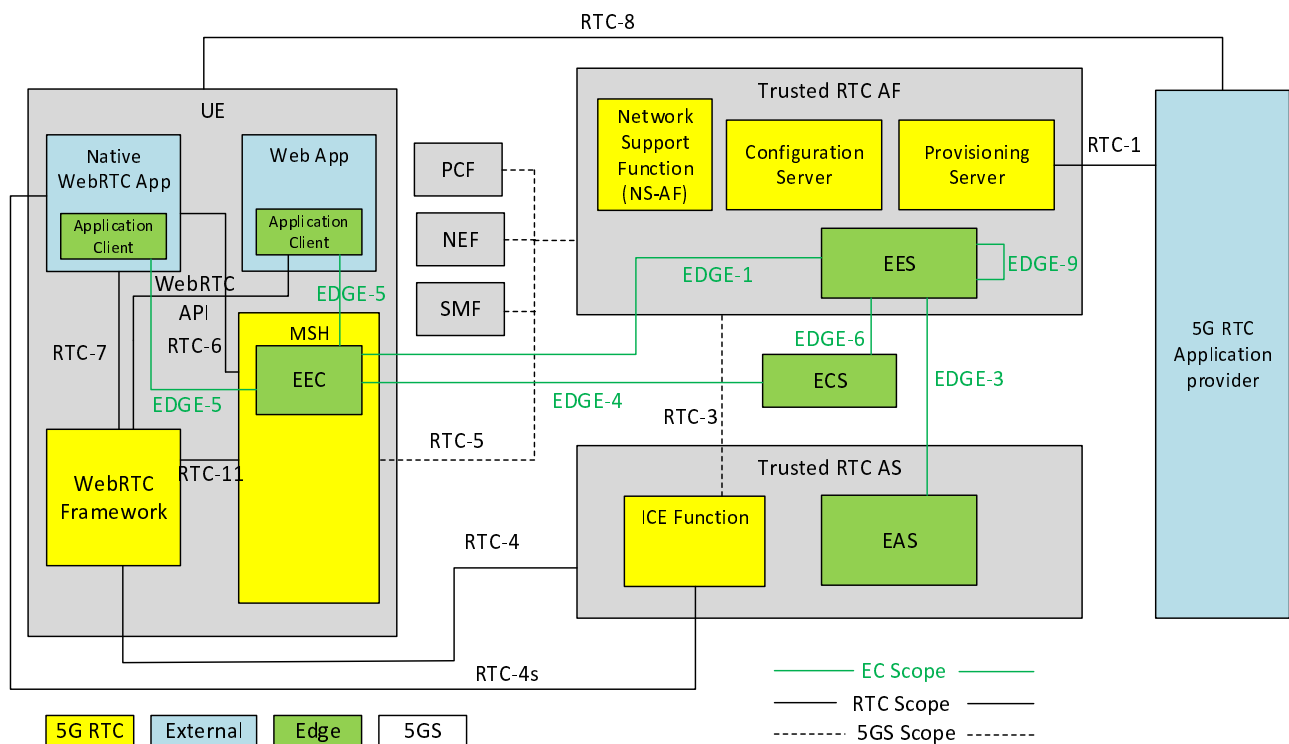 RTC-8
UE
Native
WebRTC App
Application
Client
Web App
Application
Client
PCF
NEF
SMF
Trusted RTC AF
Network
Support
Function
(NS-AF)
Configuration
Server
Provisioning
Server
RTC-1
EES
EDGE-9
EDGE-1
WebRTC
API
EDGE-5
RTC-7
RTC-6
MSH
EEC
EDGE-5
EDGE-4
EDGE-6
ECS
EDGE-3
5G RTC
Application
provider
RTC-3
RTC-5
RTC-11
WebRTC
Framework
Trusted RTC AS
ICE Function
EAS
RTC-4
RTC-4s
EC Scope
RTC Scope
5GS Scope
5G RTC
External
Edge
5GS